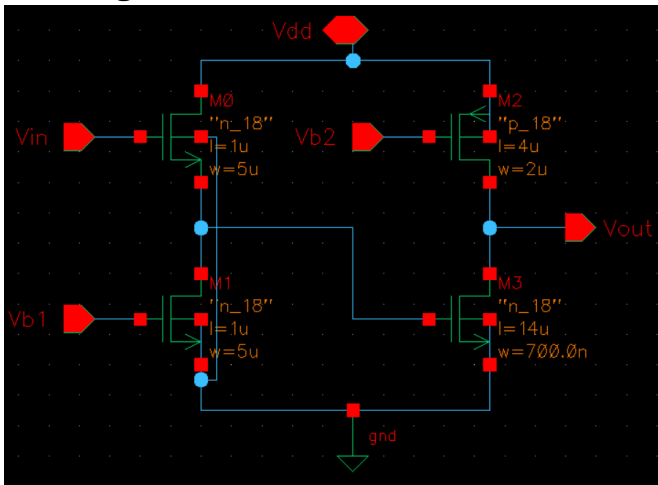 Vdd
M0
"n_18"
l=1u
w=5u
Vin
M2
"p_18"
l=4u
w=2u
Vb2
Vout
M1
"n_18"
l=1u
w=5u
Vb1
M3
"n_18"
l=14u
w=700.0n
gnd